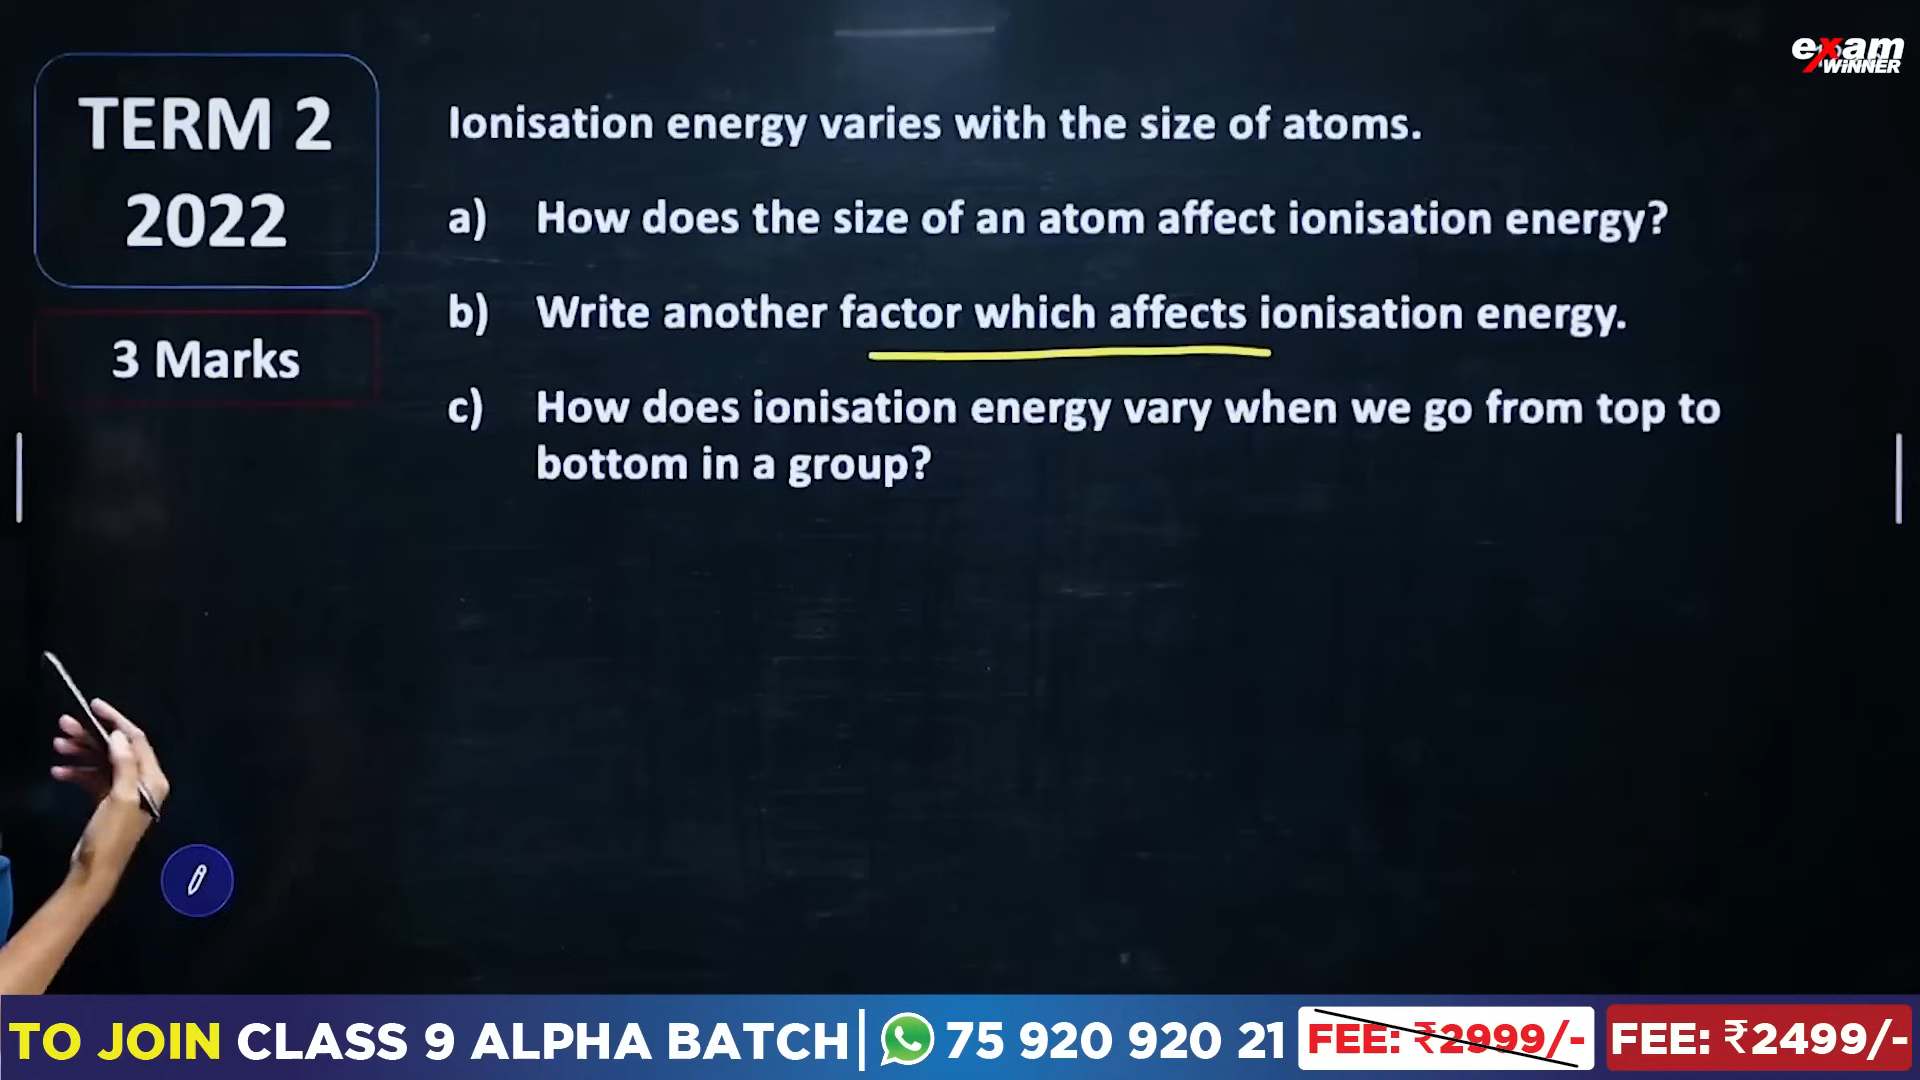 exam
WINNER
TERM 2
2022
3 Marks
Ionisation energy varies with the size of atoms.
a) How does the size of an atom affect ionisation energy?
b) Write another factor which affects ionisation energy.
c) How does ionisation energy vary when we go from top to
bottom in a group?
TO JOIN CLASS 9 ALPHA BATCH | 75 920 920 21 FEE: ₹2999/- FEE: ₹2499/-